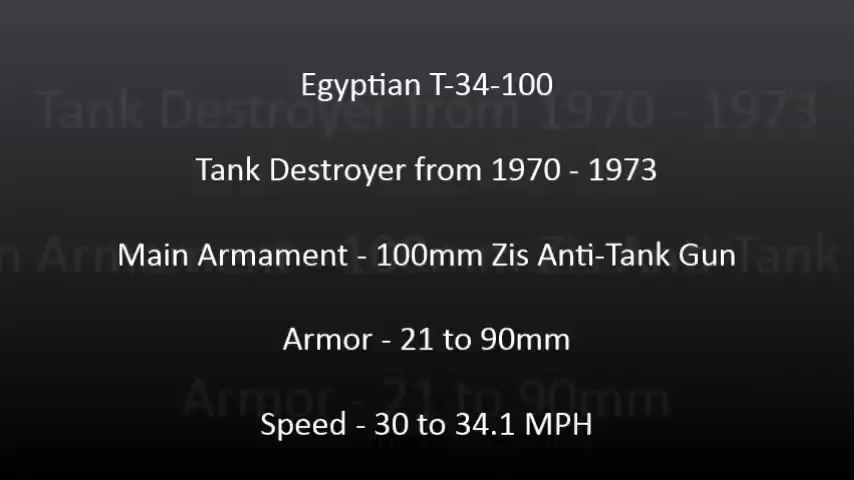 Egyptian T-34-100
Tank Destroyer from 1970 - 1973
Main Armament - 100mm Zis Anti-Tank Gun
Armor - 21 to 90mm
Speed - 30 to 34.1 MPH